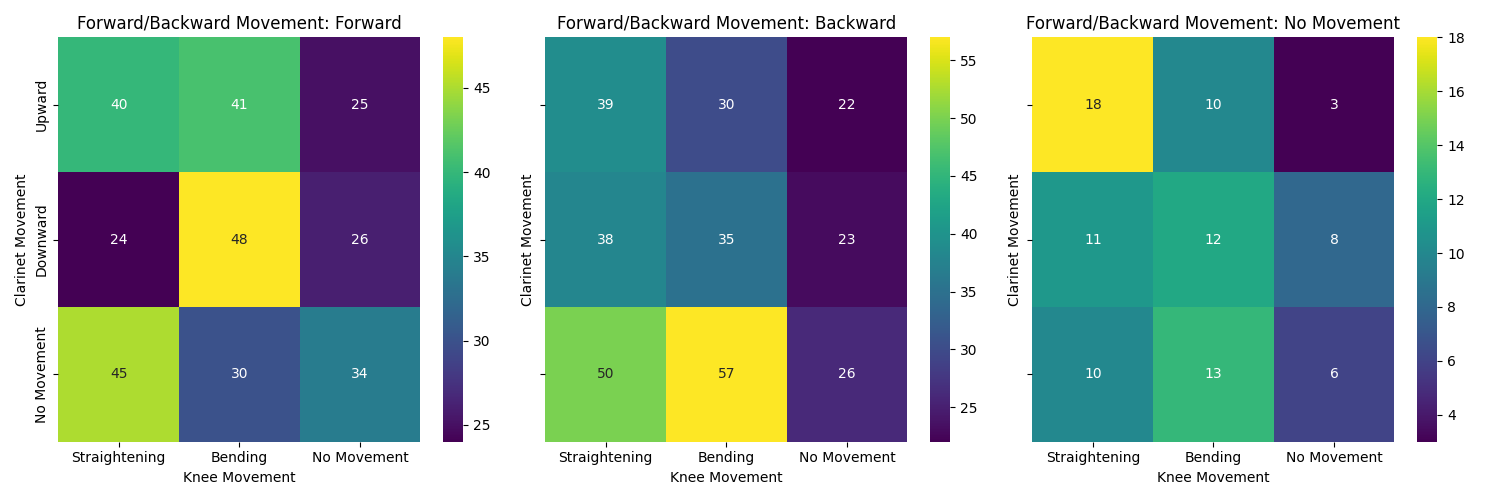 Forward/Backward Movement: Forward
Clarinet Movement
Upward
Downward
No Movement
40 41 25
24 48 26
45 30 34
Straightening Bending No Movement
Knee Movement
45
40
35
30
25
Forward/Backward Movement: Backward
Clarinet Movement
39 30 22
38 35 23
50 57 26
Straightening Bending No Movement
Knee Movement
55
50
45
40
35
30
25
Forward/Backward Movement: No Movement
Clarinet Movement
18 10 3
11 12 8
10 13 6
Straightening Bending No Movement
Knee Movement
18
16
14
12
10
8
6
4